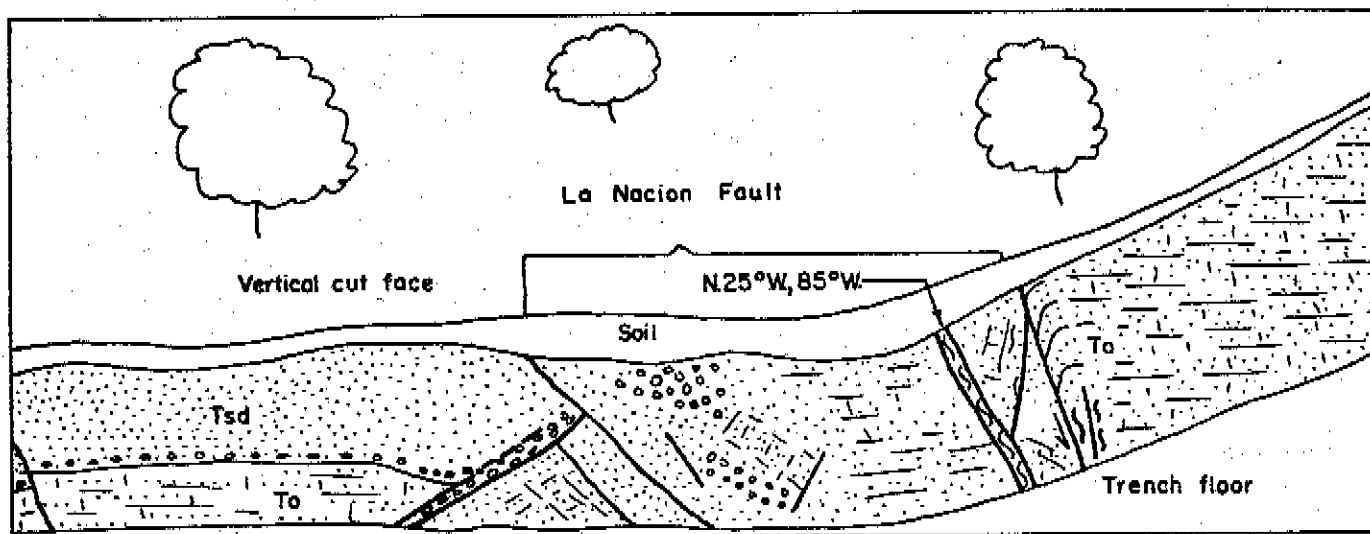 La Nacion Fault
Vertical cut face
N.25°W., 85°W.
Soil
To
Tsd
To
Trench floor